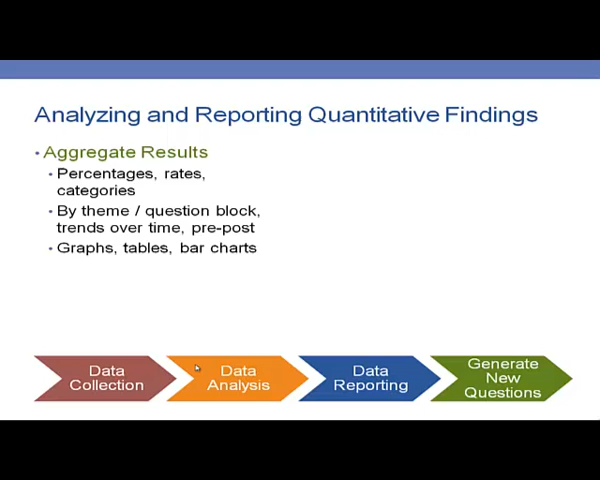 Analyzing and Reporting Quantitative Findings
• Aggregate Results
• Percentages, rates,
categories
• By theme / question block,
trends over time, pre-post
• Graphs, tables, bar charts
Data
Collection
Data
Analysis
Data
Reporting
Generate
New
Questions